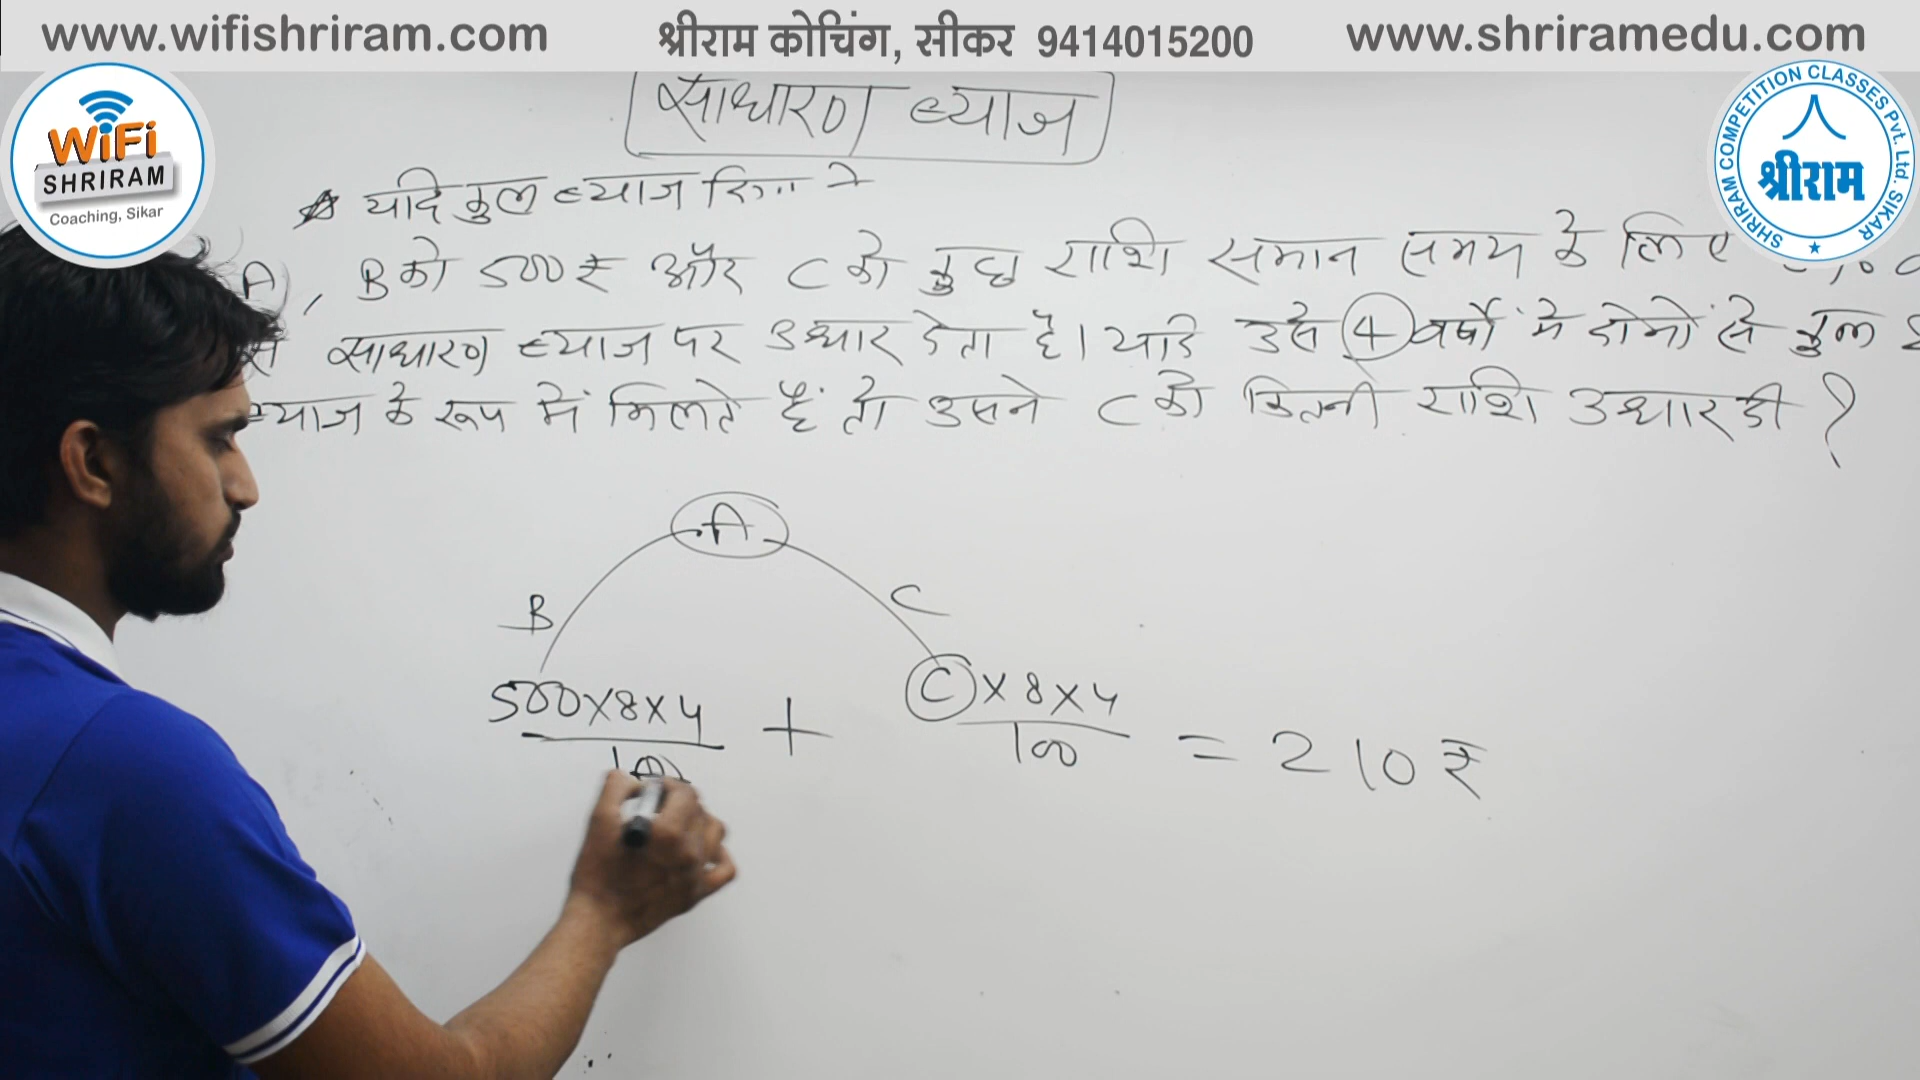 www.wifishriram.com श्रीराम कोचिंग, सीकर 9414015200 www.shriramedu.com
WiFi
SHRIRAM
Coaching, Sikar
SHRIRAM COMPETITION CLASSES Pvt. Ltd. SIKAR
श्रीराम
साधारण ब्याज
यदि कुल ब्याज
A, B को 500 ₹ और C को कुछ राशि समान समय के लिए
साधारण ब्याज पर उधार देता है। यदि उसे 4 वर्षों में दोनों से कुल
ब्याज के रूप में मिलते हैं तो उसने C को कितनी राशि उधार दी ?
A
B C
500×8×4 + C×8×4 = 210 ₹
100 100